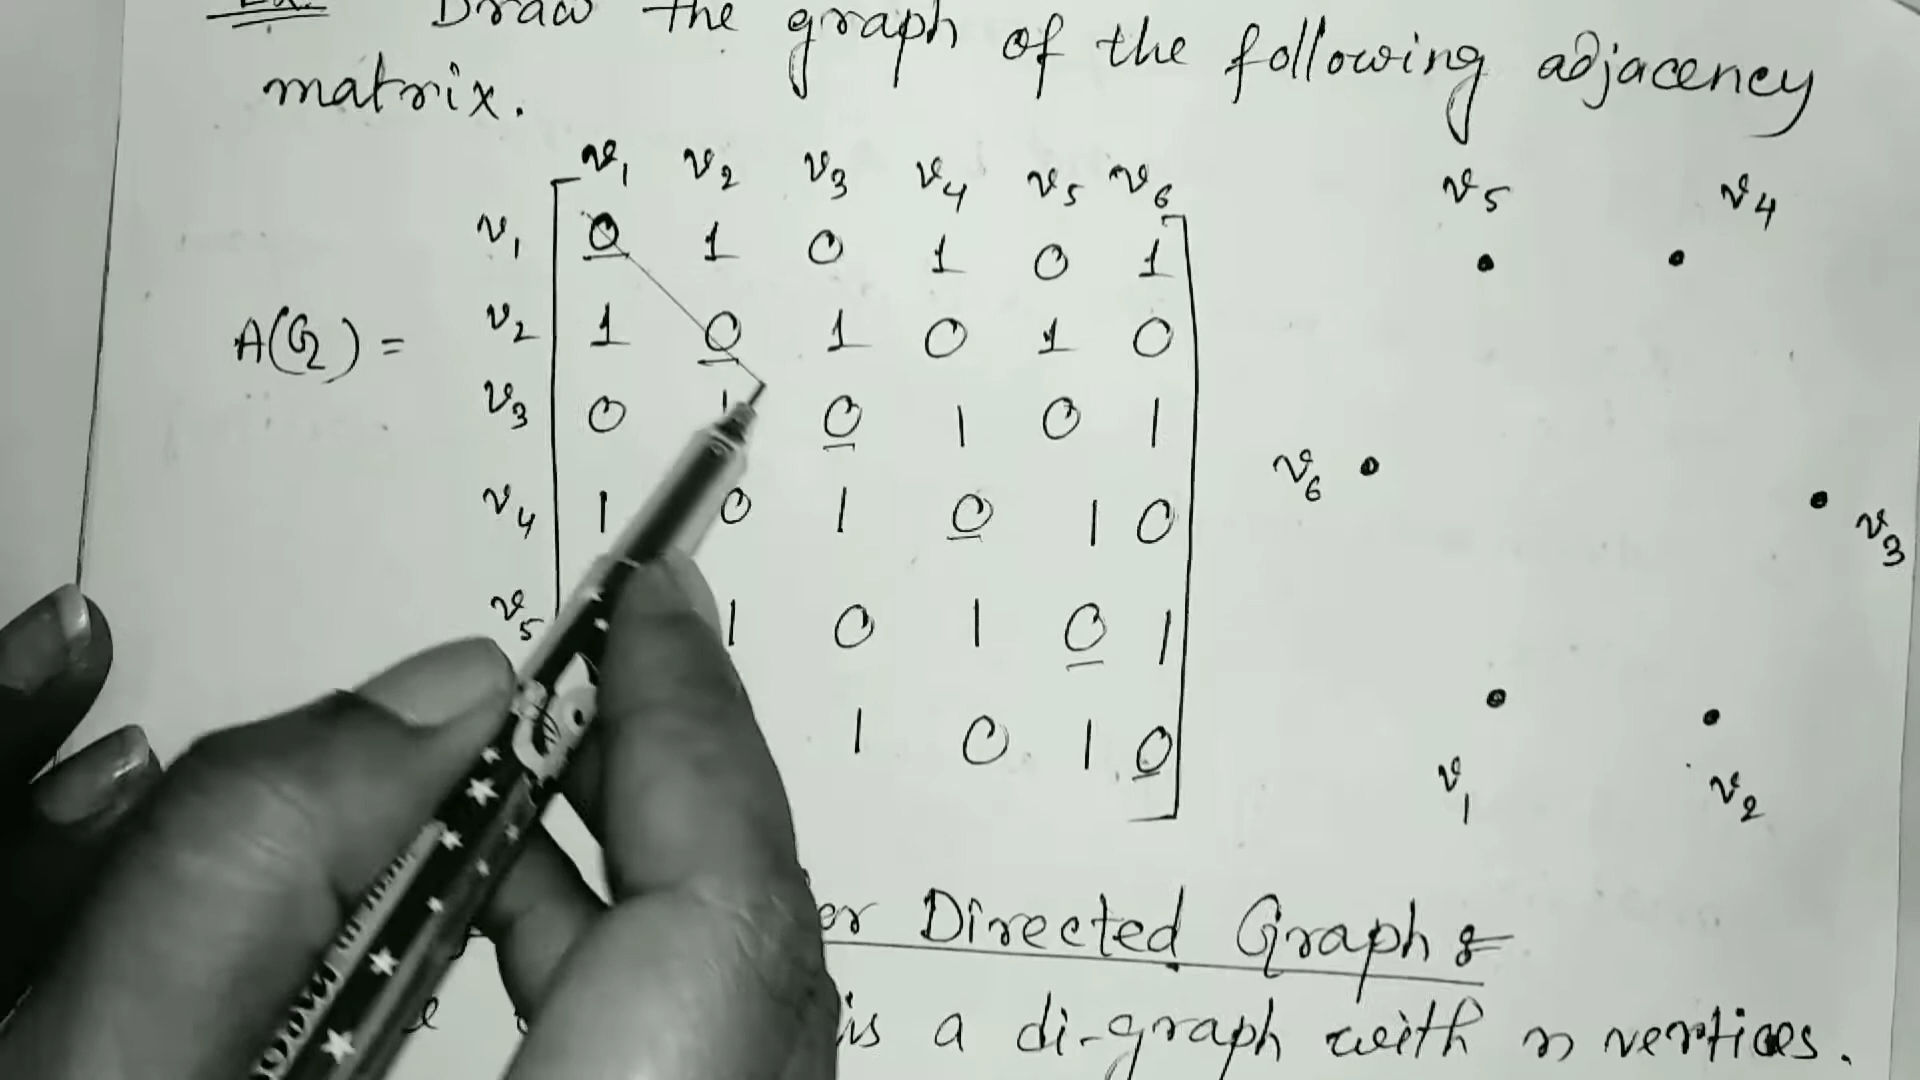 Draw the graph of the following adjacency
matrix.
v1 v2 v3 v4 v5 v6
v1 0 1 0 1 0 1
A(G2) = v2 1 0 1 0 1 0
v3 0 1 0 1 0 1
v4 1 0 1 0 1 0
v5 1 0 1 0 1
1 0 1 0
v5 v4
v6 v3
v1 v2
Directed Graph :-
is a di-graph with n vertices.